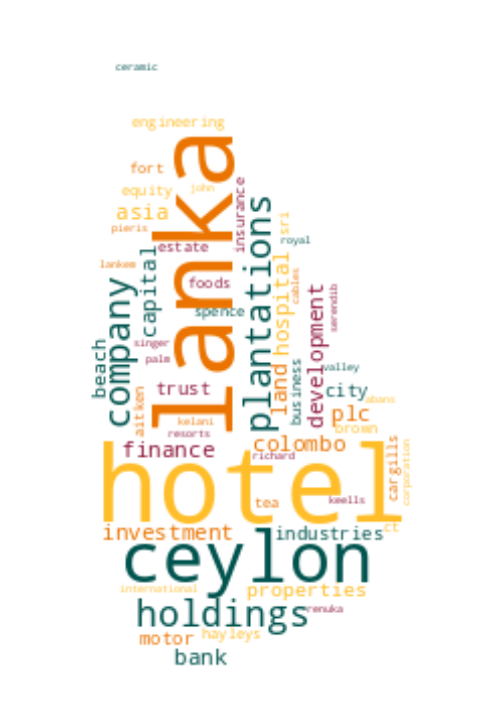 ceramic
engineering
lanka
fort
equity
john
asia
pieris
insurance
plantations
sri
royal
estate
capital
hospital
lankem
company
foods
cables
serendib
development
spence
singer
beach
palm
business
valley
land
trust
city
aitken
abans
plc
kelani
brown
resorts
finance
colombo
richard
cargills
corporation
hotel
tea
keells
investment
industries
ct
ceylon
international
properties
holdings
renuka
motor
hayleys
bank